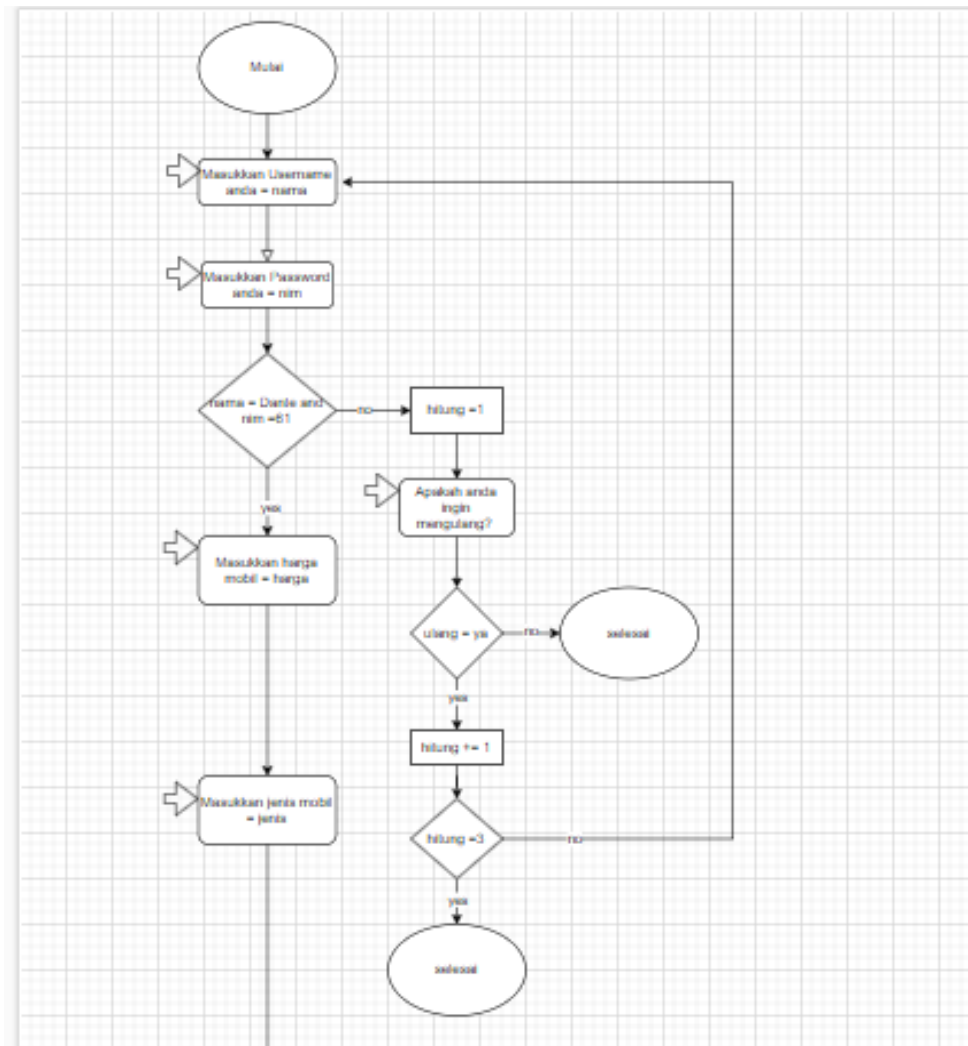 Mulai
Masukkan Username
anda = nama
Masukkan Password
anda = nim
nama = Dante and
nim =61
no
hitung =1
Apakah anda
ingin
mengulang?
yes
Masukkan harga
mobil = harga
ulang = ya
no
selesai
yes
hitung += 1
Masukkan jenis mobil
= jenis
hitung =3
no
yes
selesai